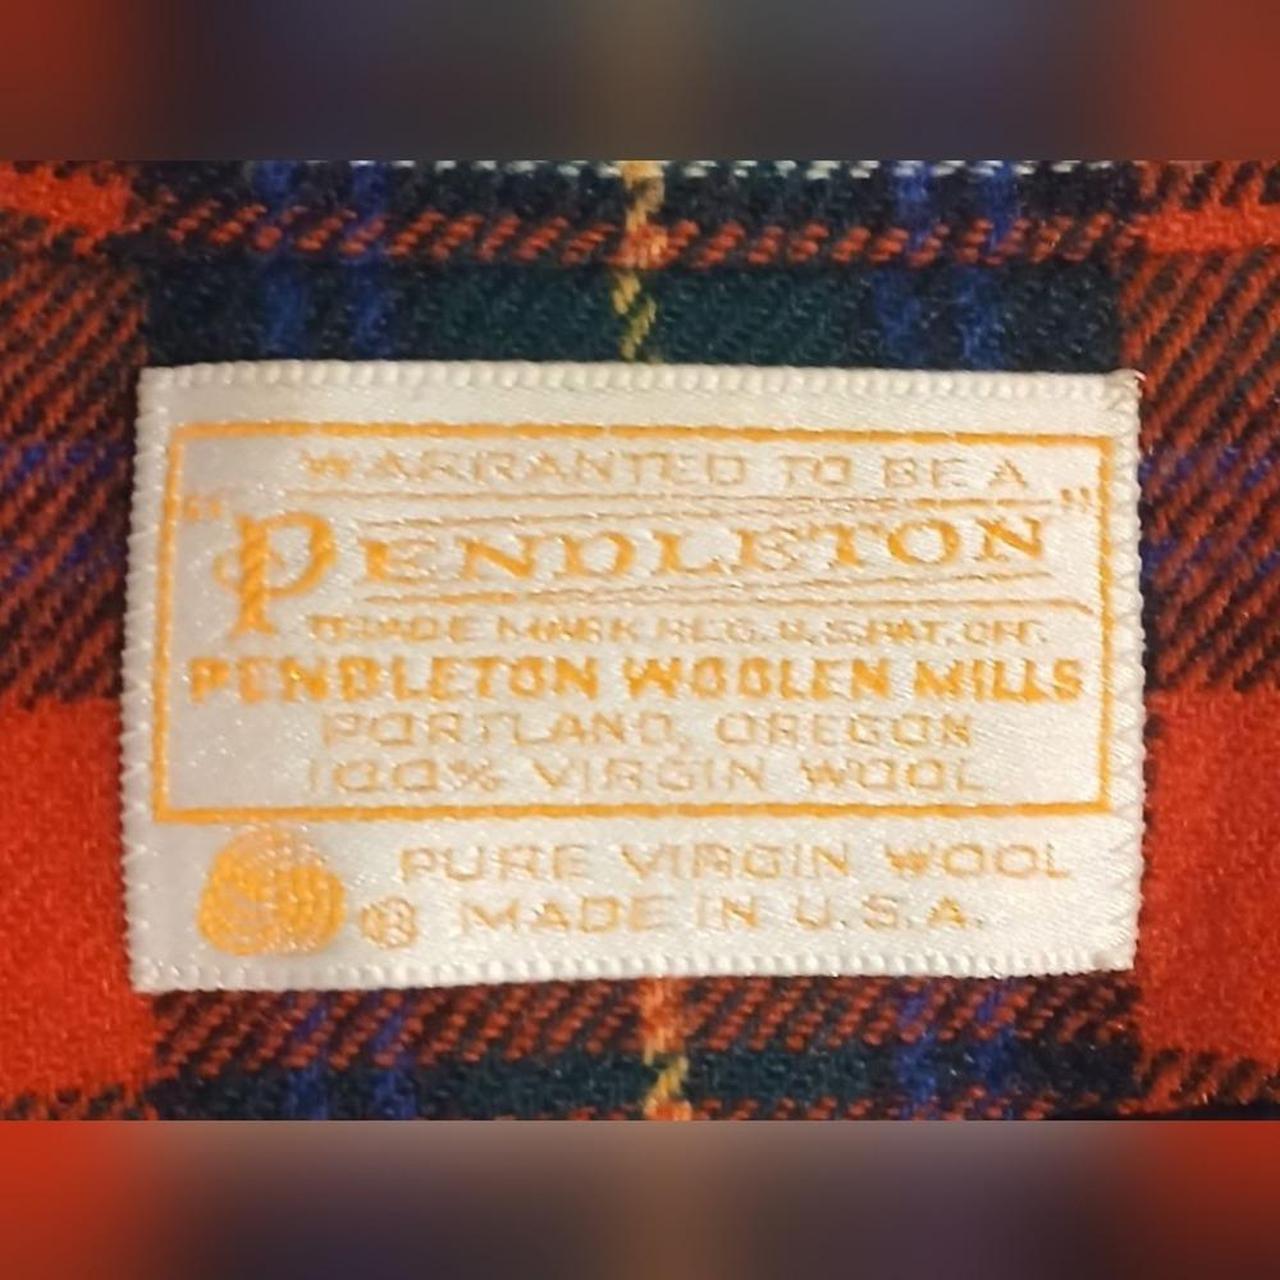 WARRANTED TO BE A
"PENDLETON"
TRADE MARK REG. U.S. PAT. OFF.
PENDLETON WOOLEN MILLS
PORTLAND, OREGON
100% VIRGIN WOOL
PURE VIRGIN WOOL
® MADE IN U.S.A.